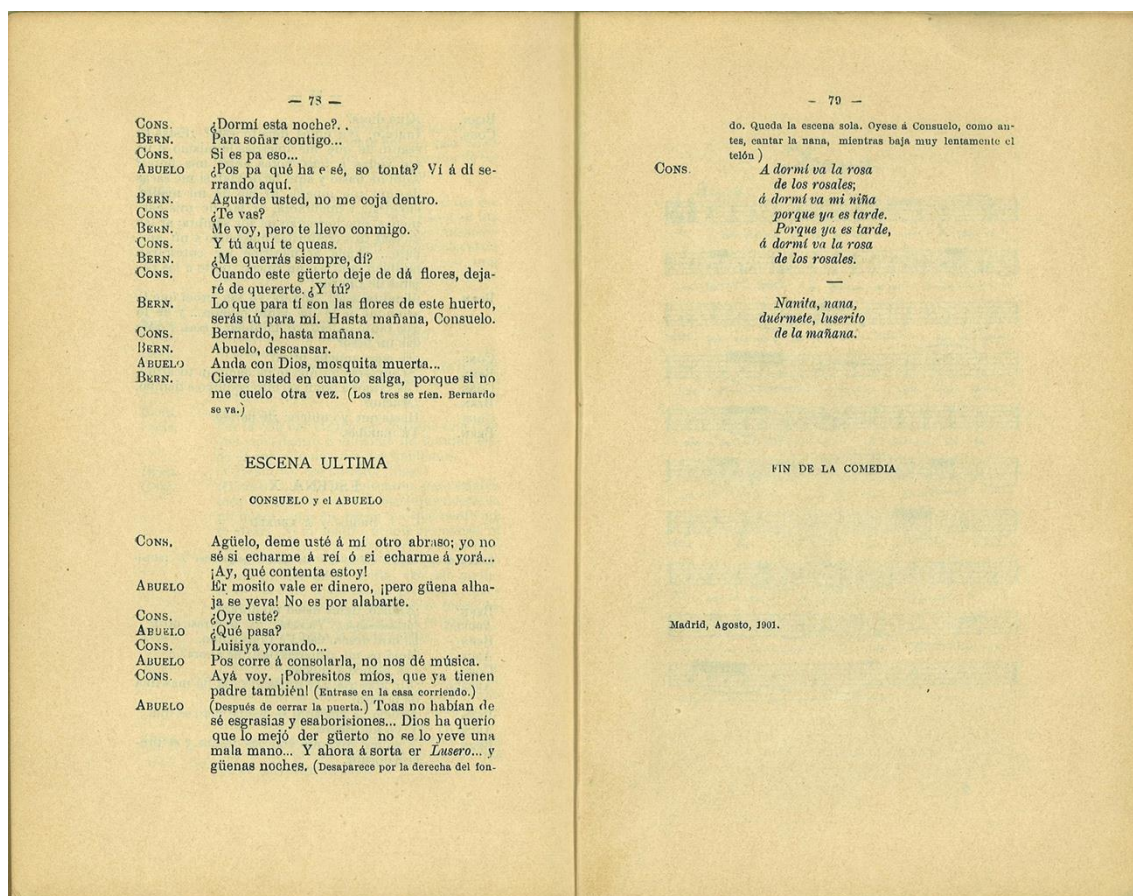 — 78 —
CONS. ¿Dormí esta noche?. .
BERN. Para soñar contigo...
CONS. Si es pa eso...
ABUELO ¿Pos pa qué ha e sé, so tonta? Ví á dí se-
rrando aquí.
BERN. Aguarde usted, no me coja dentro.
CONS ¿Te vas?
BERN. Me voy, pero te llevo conmigo.
CONS. Y tú aquí te queas.
BERN. ¿Me querrás siempre, dí?
CONS. Cuando este güerto deje de dá flores, deja-
ré de quererte. ¿Y tú?
BERN. Lo que para tí son las flores de este huerto,
serás tú para mí. Hasta mañana, Consuelo.
CONS. Bernardo, hasta mañana.
BERN. Abuelo, descansar.
ABUELO Anda con Dios, mosquita muerta...
BERN. Cierre usted en cuanto salga, porque si no
me cuelo otra vez. (Los tres se ríen. Bernardo
se va.)
ESCENA ULTIMA
CONSUELO y el ABUELO
CONS. Agüelo, deme usté á mí otro abraso; yo no
sé si echarme á reí ó si echarme á yorá...
¡Ay, qué contenta estoy!
ABUELO Er mosito vale er dinero, ¡pero güena alha-
ja se yeva! No es por alabarte.
CONS. ¿Oye uste?
ABUELO ¿Qué pasa?
CONS. Luisiya yorando...
ABUELO Pos corre á consolarla, no nos dé música.
CONS. Ayá voy. ¡Pobresitos míos, que ya tienen
padre también! (Entrase en la casa corriendo.)
ABUELO (Después de cerrar la puerta.) Toas no habían de
sé esgrasias y esaborisiones... Dios ha querío
que lo mejó der güerto no se lo yeve una
mala mano... Y ahora á sorta er Lusero... y
güenas noches. (Desaparece por la derecha del fon-
— 79 —
do. Queda la escena sola. Oyese á Consuelo, como an-
tes, cantar la nana, mientras baja muy lentamente el
telón )
CONS. A dormí va la rosa
de los rosales;
á dormí va mi niña
porque ya es tarde.
Porque ya es tarde,
á dormí va la rosa
de los rosales.
—
Nanita, nana,
duérmete, luserito
de la mañana.
FIN DE LA COMEDIA
Madrid, Agosto, 1901.